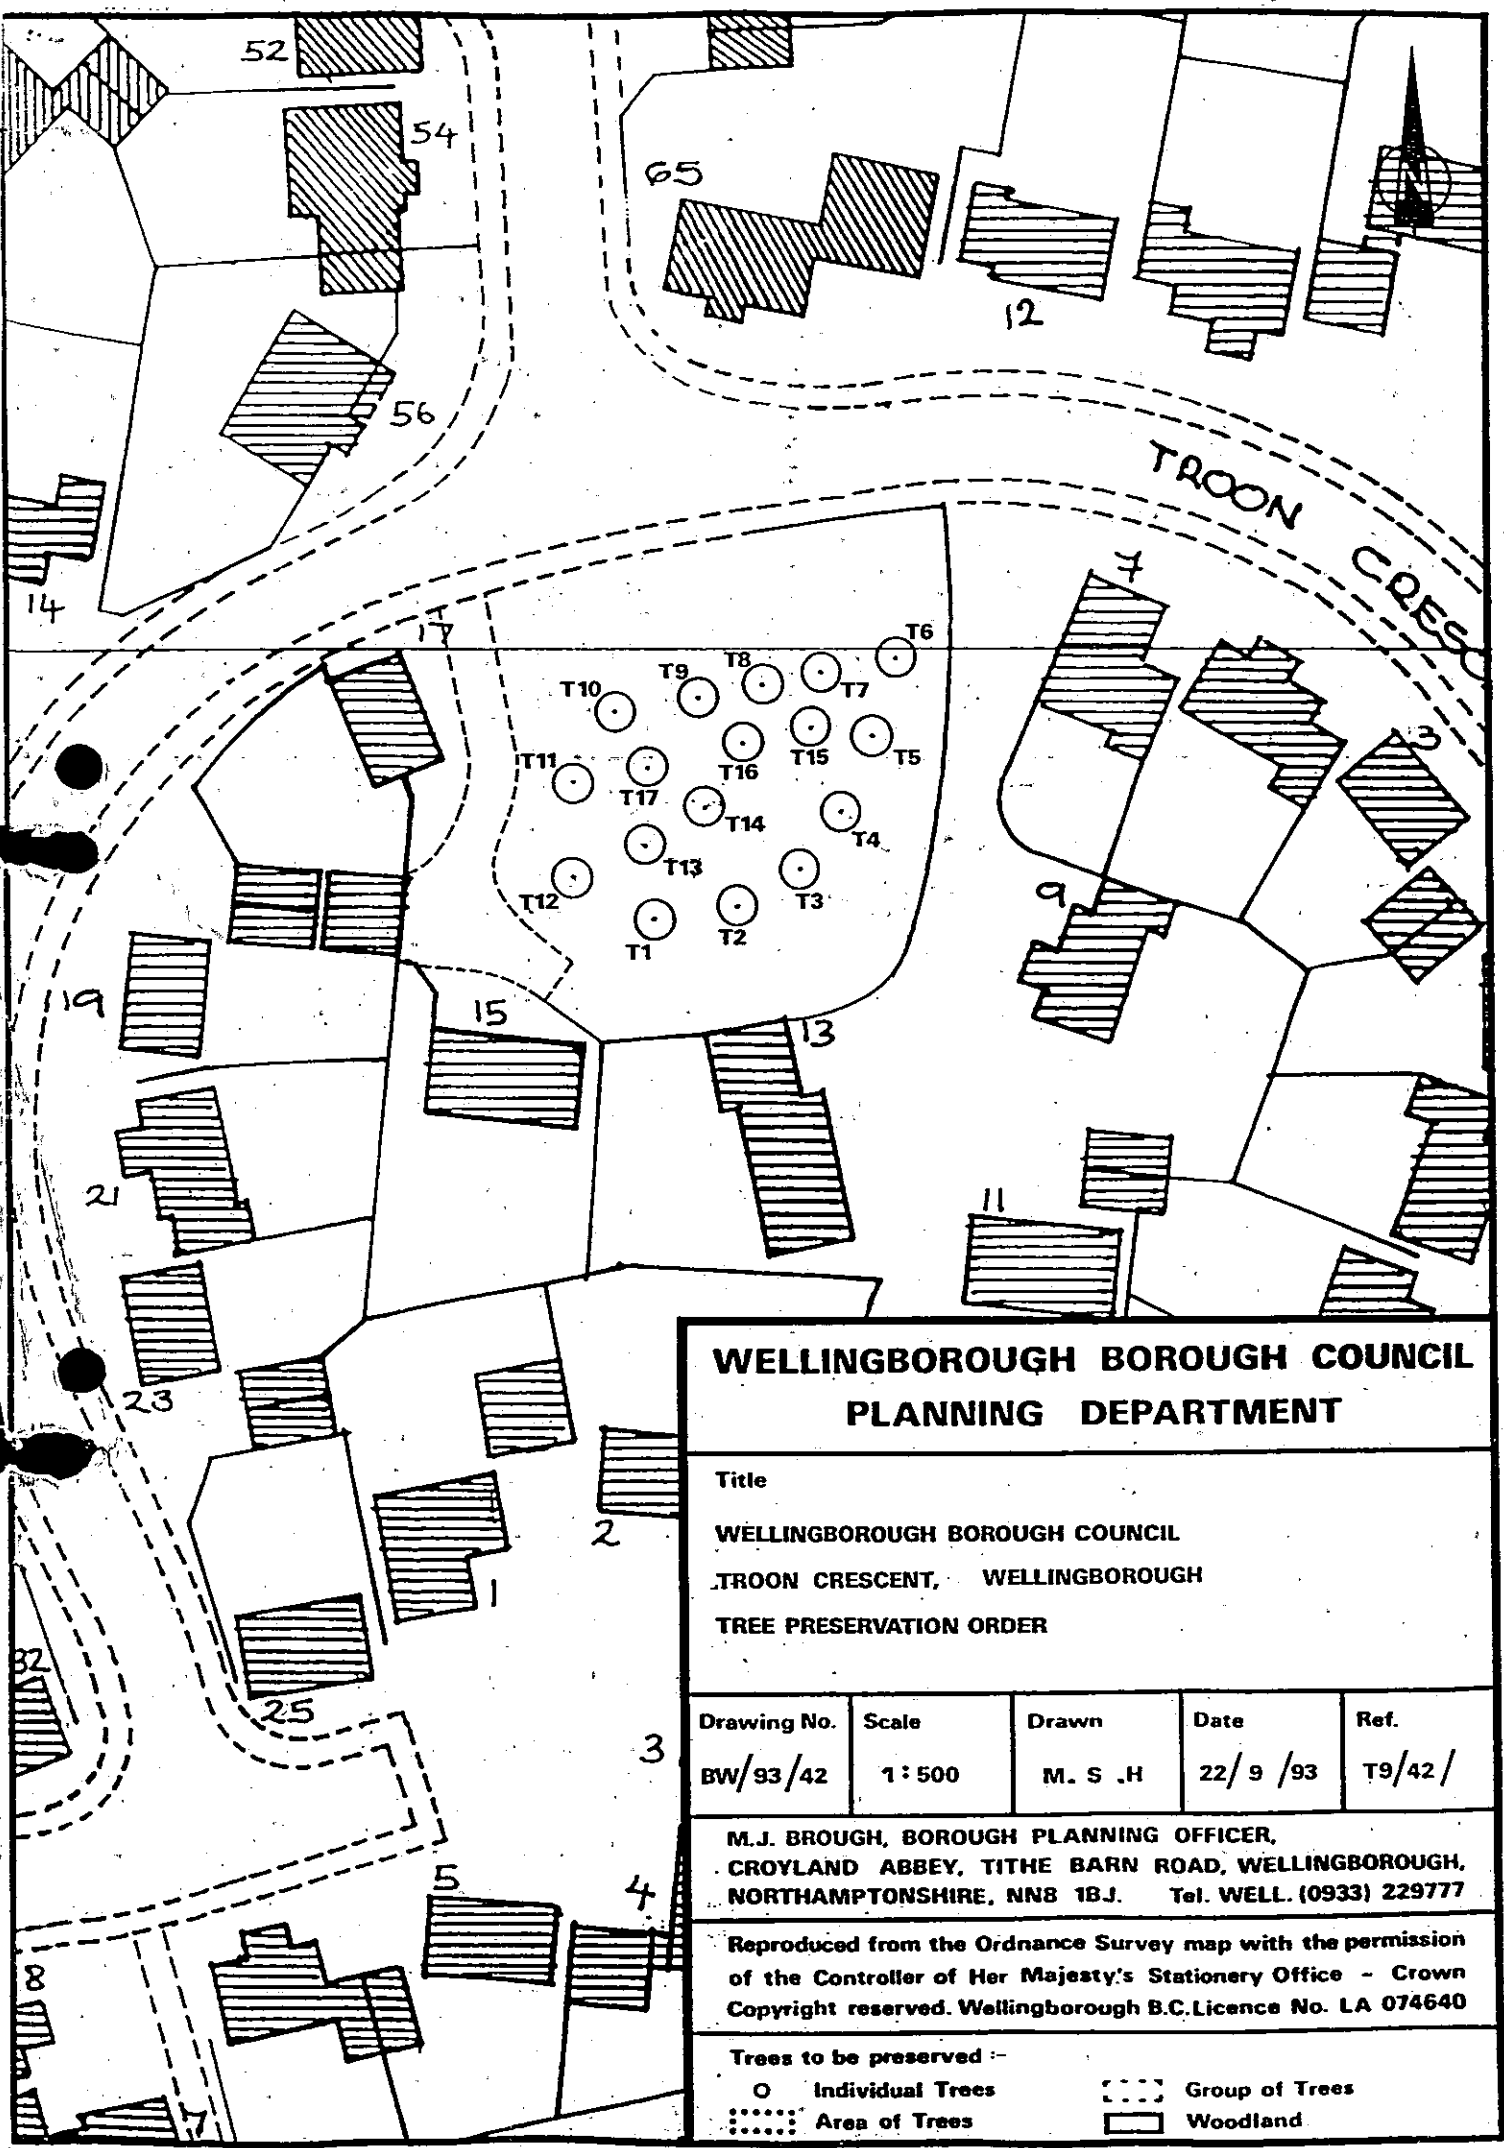 52
54
65
12
56
TROON
CRESC
14
7
17
T6
T8
T9
T7
T10
3
T11
T15
T5
T16
T17
T14
T4
T13
9
T12
T3
T2
T1
19
15
13
21
11
23
2
1
32
25
3
5
4
8
7
WELLINGBOROUGH BOROUGH COUNCIL
PLANNING DEPARTMENT
Title
WELLINGBOROUGH BOROUGH COUNCIL
TROON CRESCENT, WELLINGBOROUGH
TREE PRESERVATION ORDER
Drawing No. Scale Drawn Date Ref.
BW/93/42 1:500 M. S .H 22/9/93 T9/42/
M.J. BROUGH, BOROUGH PLANNING OFFICER,
CROYLAND ABBEY, TITHE BARN ROAD, WELLINGBOROUGH,
NORTHAMPTONSHIRE, NN8 1BJ. Tel. WELL. (0933) 229777
Reproduced from the Ordnance Survey map with the permission
of the Controller of Her Majesty's Stationery Office - Crown
Copyright reserved. Wellingborough B.C. Licence No. LA 074640
Trees to be preserved :-
Individual Trees Group of Trees
Area of Trees Woodland